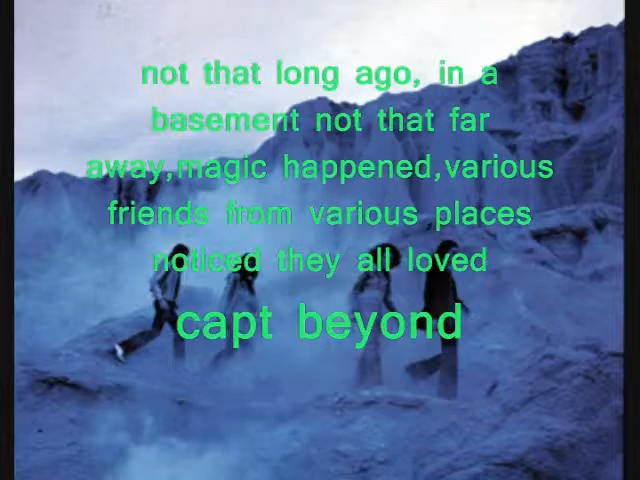 not that long ago, in a
basement not that far
away,magic happened,various
friends from various places
noticed they all loved
capt beyond